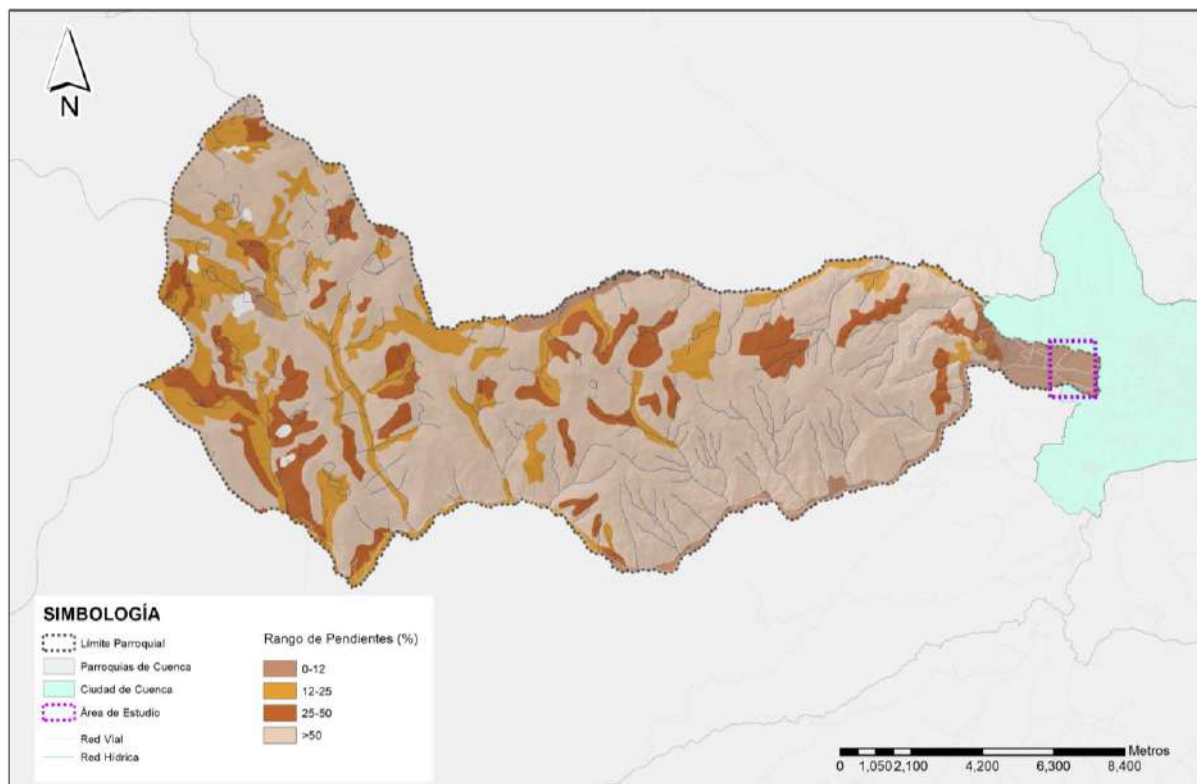 N
SIMBOLOGÍA
Límite Parroquial
Parroquias de Cuenca
Ciudad de Cuenca
Área de Estudio
Red Vial
Red Hídrica
Rango de Pendientes (%)
0-12
12-25
25-50
>50
Metros
0 1,050 2,100 4,200 6,300 8,400